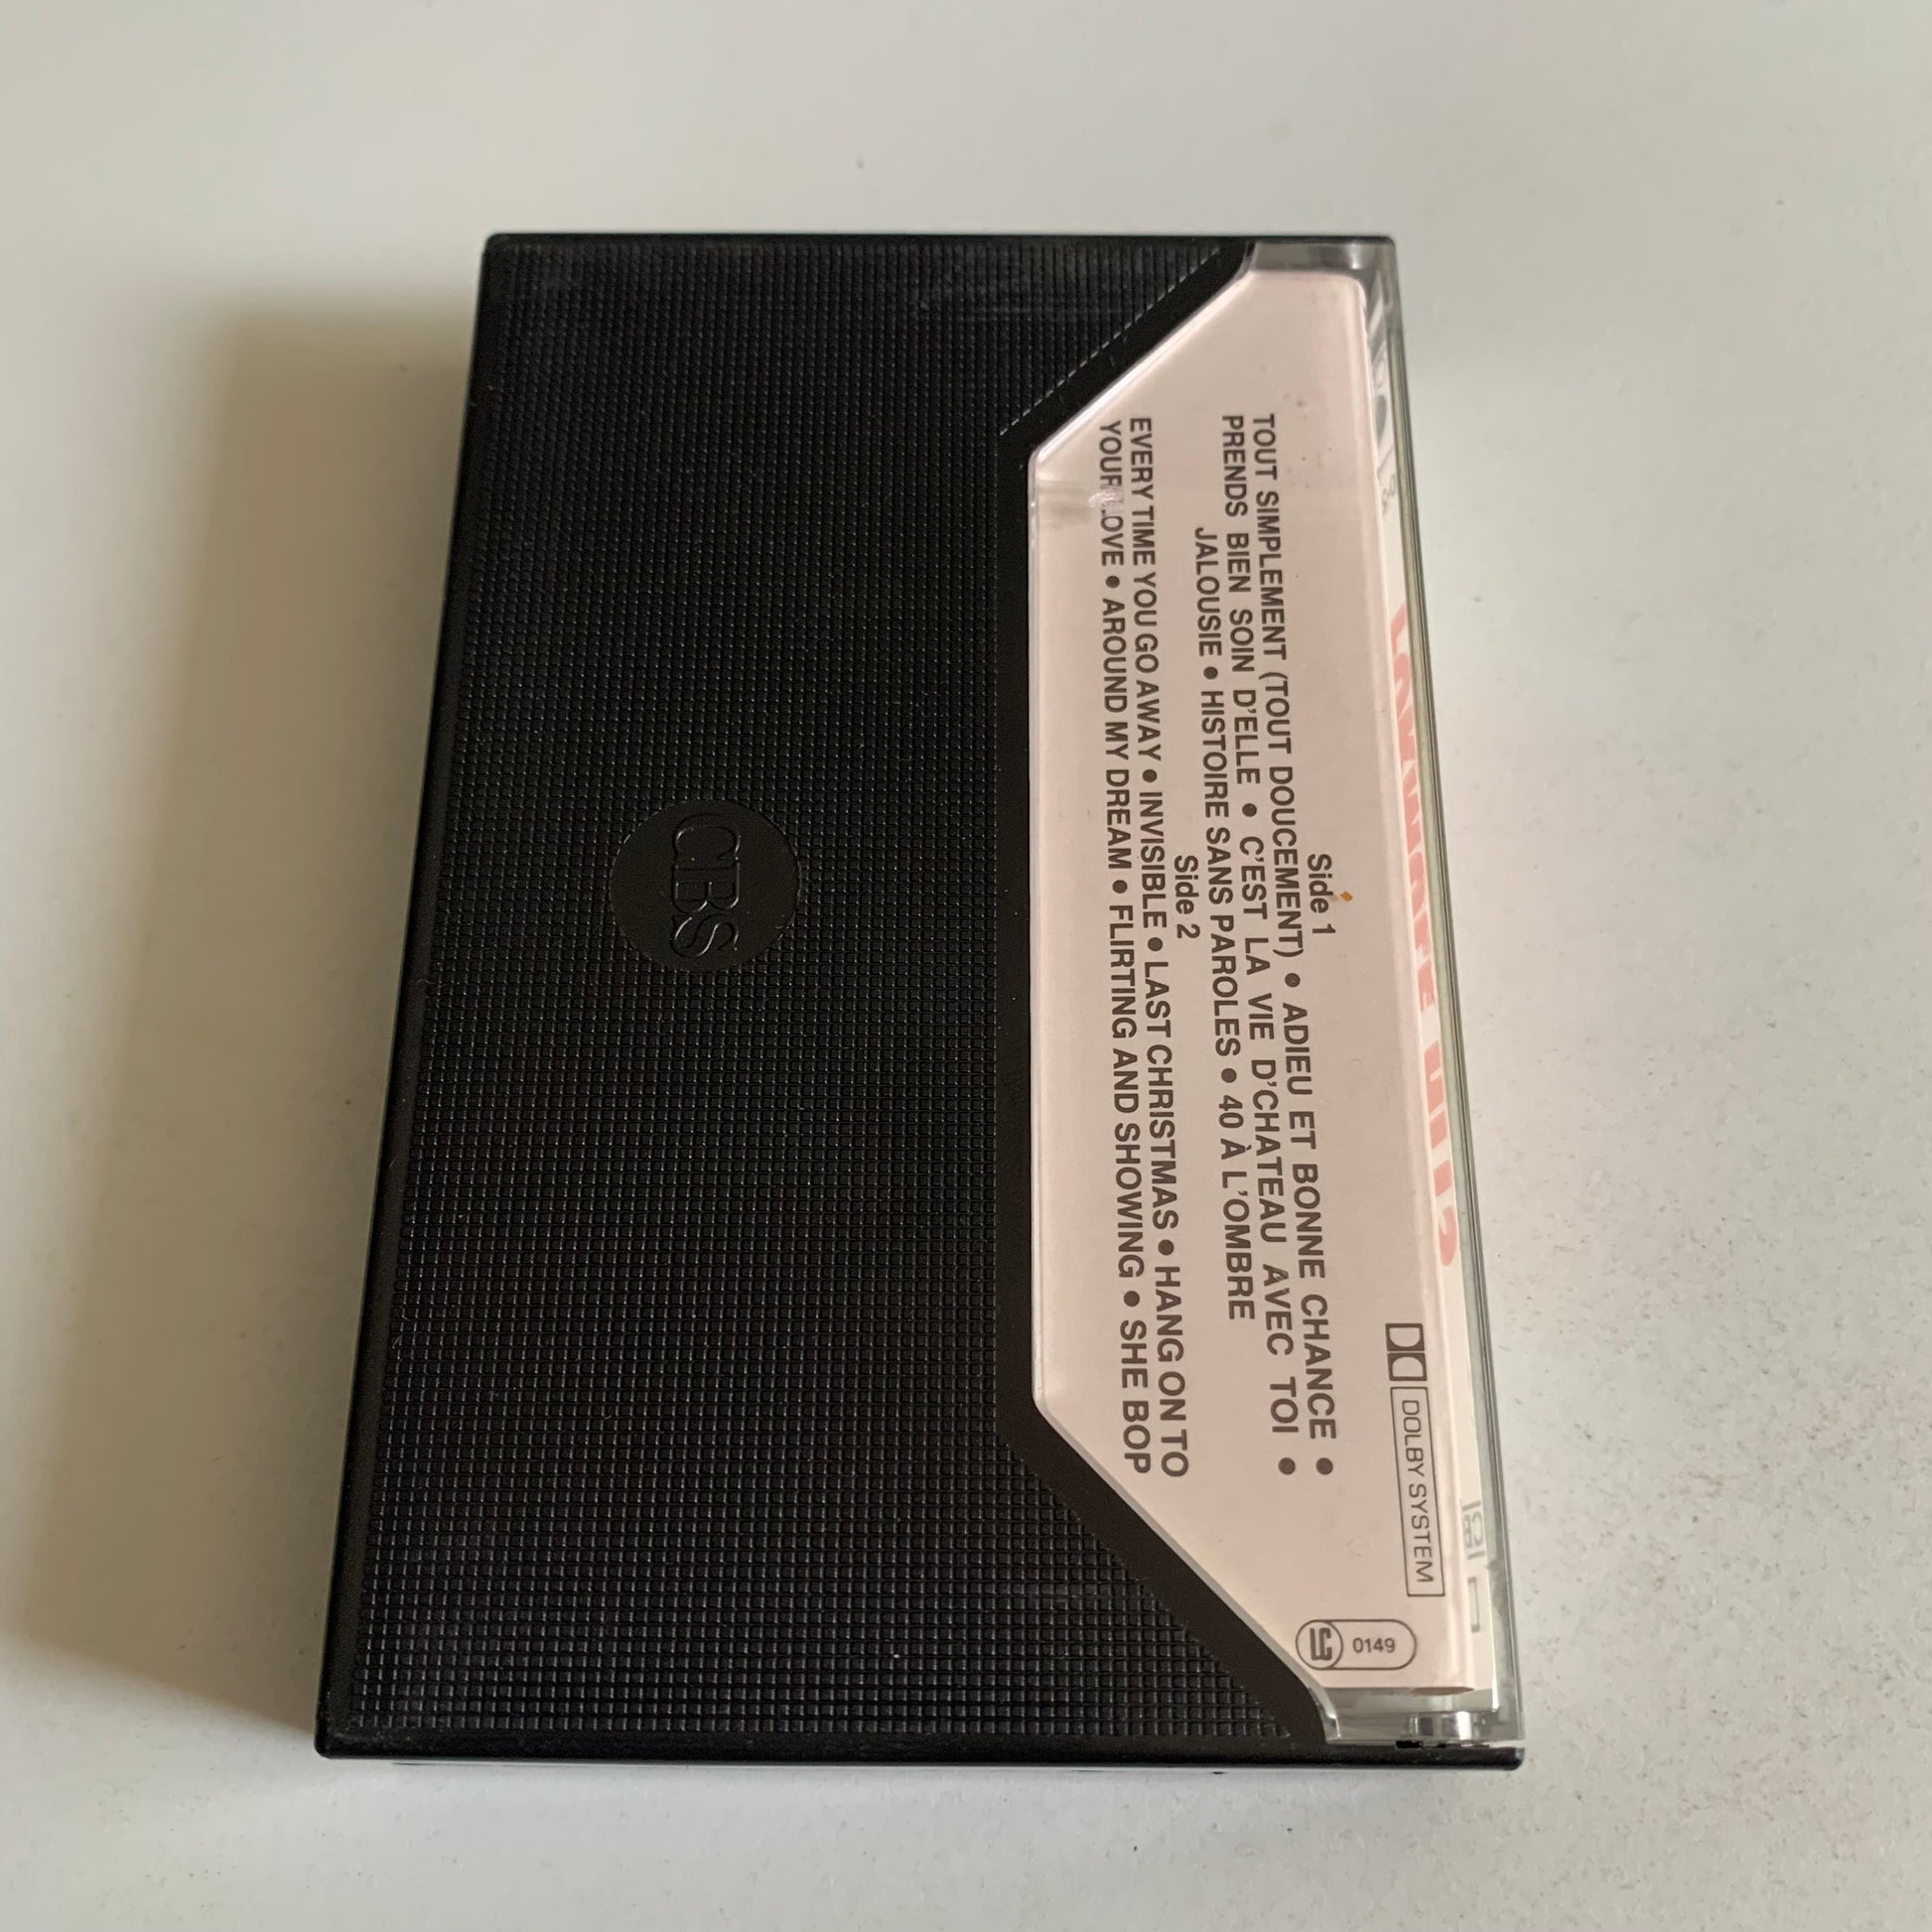 Side 1
TOUT SIMPLEMENT (TOUT DOUCEMENT) • ADIEU ET BONNE CHANCE •
PRENDS BIEN SOIN D'ELLE • C'EST LA VIE D'CHATEAU AVEC TOI •
JALOUSIE • HISTOIRE SANS PAROLES • 40 À L'OMBRE
Side 2
EVERY TIME YOU GO AWAY • INVISIBLE • LAST CHRISTMAS • HANG ON TO
YOUR LOVE • AROUND MY DREAM • FLIRTING AND SHOWING • SHE BOP
DOLBY SYSTEM
0149
CBS